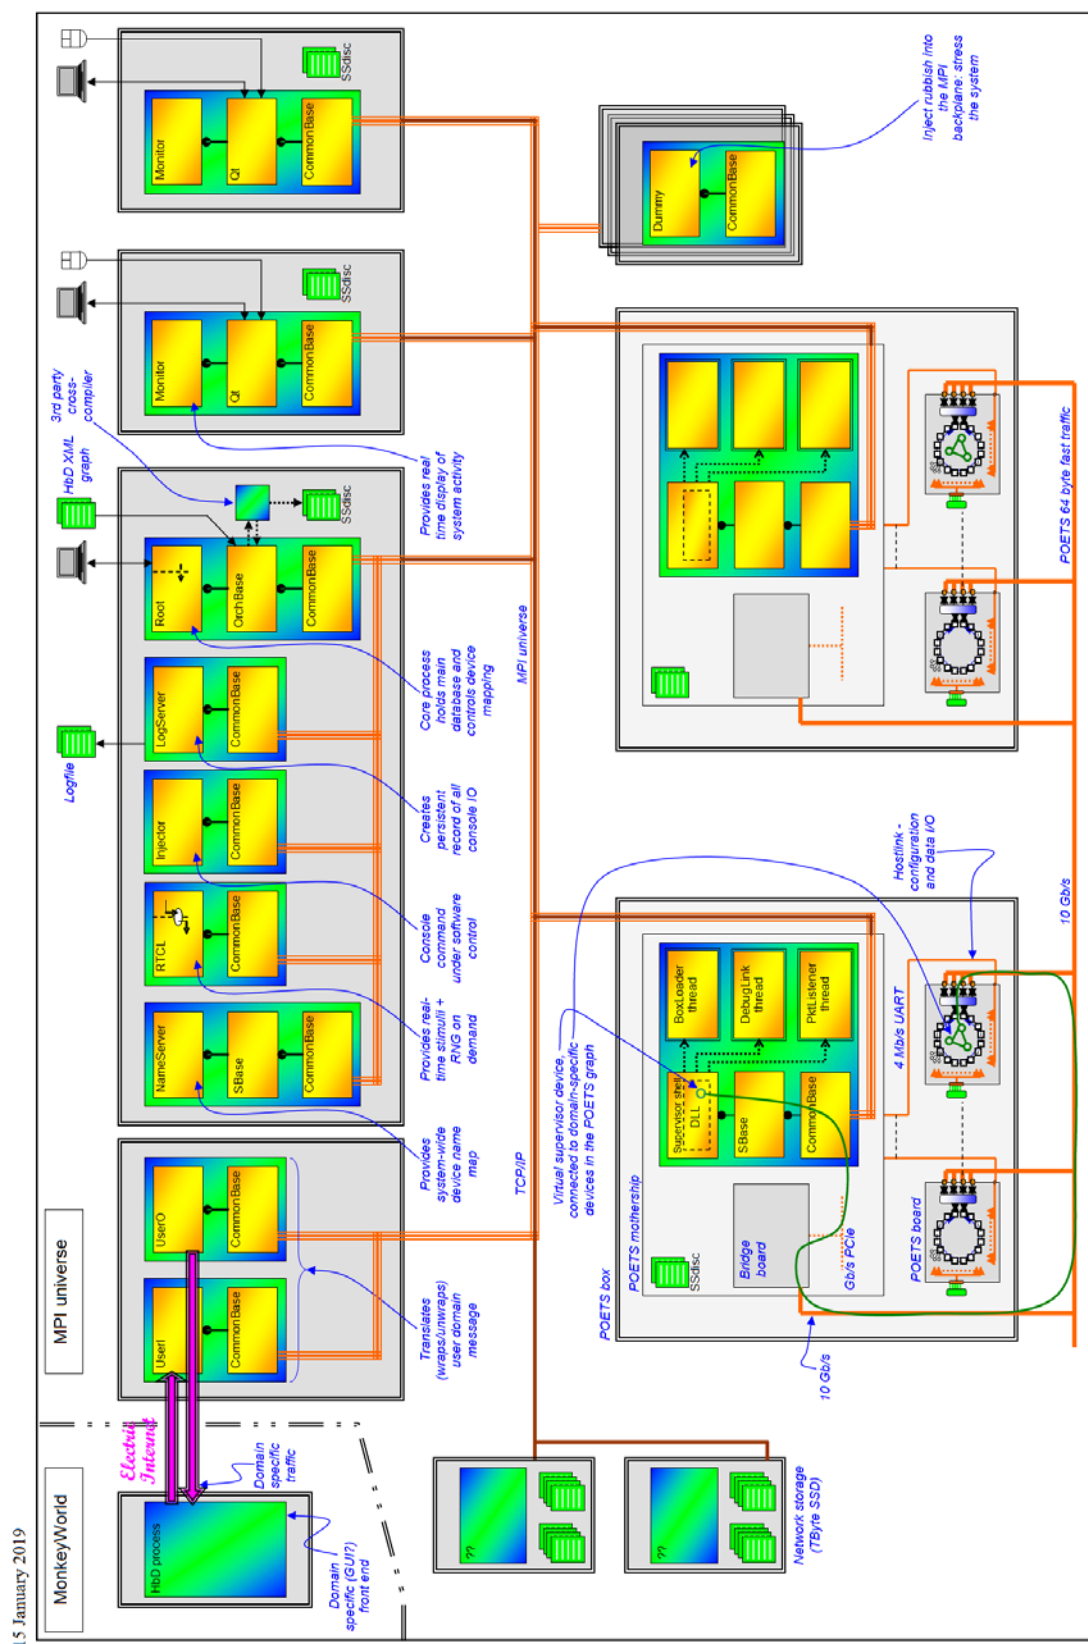 15 January 2019
MonkeyWorld
MPI universe
HbD process
Domain
specific (GUI?)
front end
Domain
specific
traffic
Electric
Internet
UserI
CommonBase
UserO
CommonBase
Translates
(wraps/unwraps)
user domain
message
NameServer
SBase
CommonBase
Provides
system-wide
device name
map
RTCL
CommonBase
Provides real-
time stimulii +
RNG on
demand
Injector
CommonBase
Console
command
under software
control
Logfile
LogServer
CommonBase
Creates
persistent
record of all
console IO
HbD XML
graph
3rd party
cross-
compiler
Root
OrchBase
CommonBase
SSdisc
Core process
holds main
database and
controls device
mapping
Monitor
Qt
CommonBase
SSdisc
Provides real
time display of
system activity
Monitor
Qt
CommonBase
SSdisc
TCP/IP
MPI universe
??
??
Network storage
(TByte SSD)
Dummy
CommonBase
Inject rubbish into
the MPI
backplane: stress
the system
Virtual supervisor device,
connected to domain-specific
devices in the POETS graph
POETS box
POETS mothership
SSdisc
Bridge
board
Gb/s PCIe
Supervisor shell
DLL
SBase
CommonBase
BoxLoader
thread
DebugLink
thread
PktListener
thread
4 Mb/s UART
Hostlink -
configuration
and data I/O
POETS board
10 Gb/s
10 Gb/s
POETS 64 byte fast traffic